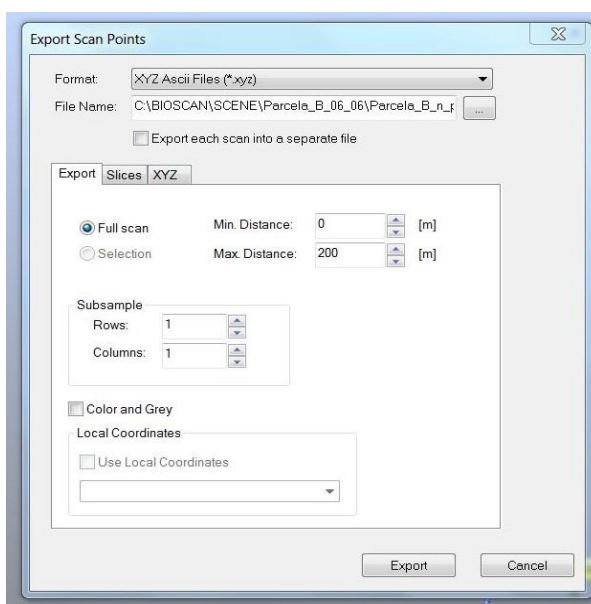 Export Scan Points
Format: XYZ Ascii Files (*.xyz)
File Name: C:\BIOSCAN\SCENE\Parcela_B_06_06\Parcela_B_n_p ...
Export each scan into a separate file
Export Slices XYZ
Full scan Min. Distance: 0 [m]
Selection Max. Distance: 200 [m]
Subsample
Rows: 1
Columns: 1
Color and Grey
Local Coordinates
Use Local Coordinates
Export Cancel